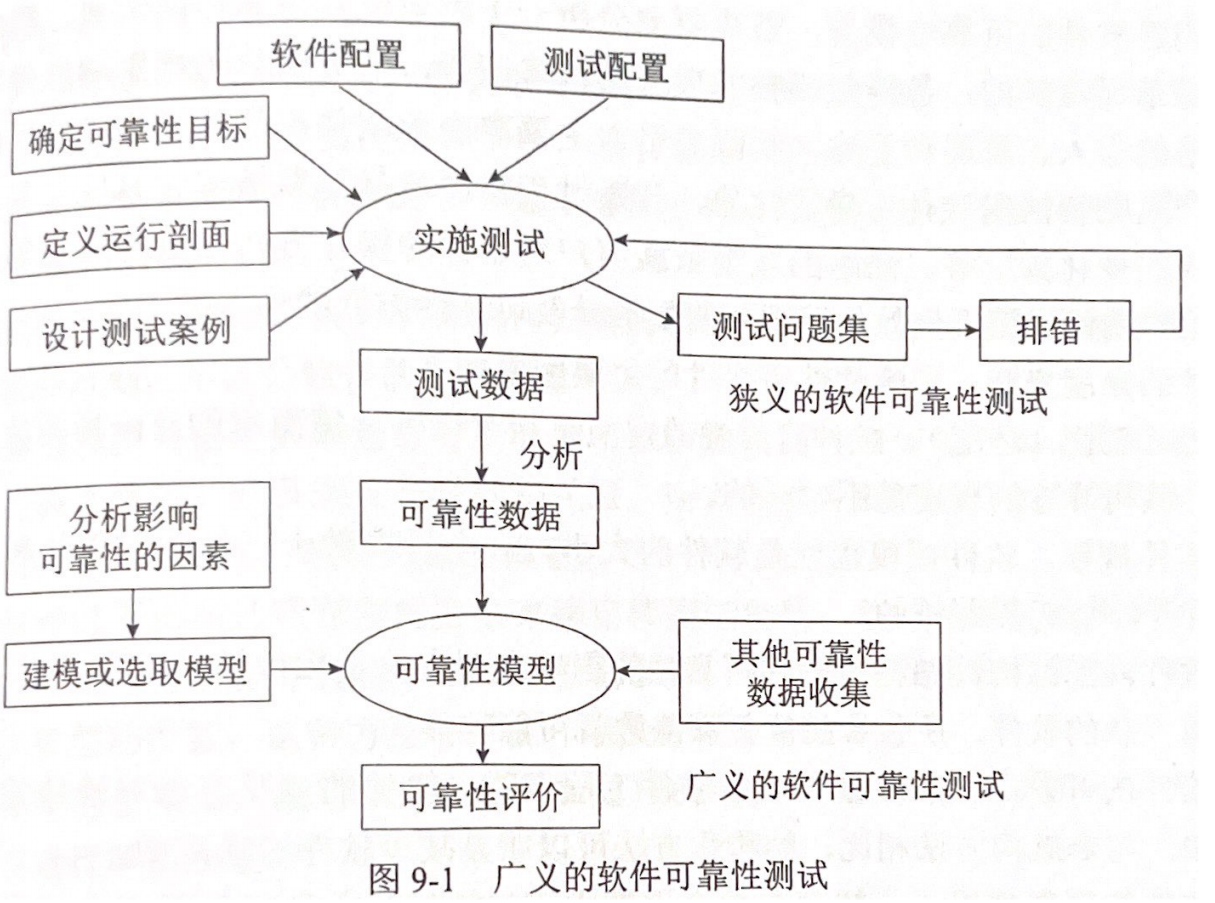 软件配置
测试配置
确定可靠性目标
定义运行剖面
实施测试
设计测试案例
测试问题集
排错
测试数据
狭义的软件可靠性测试
分析
分析影响
可靠性的因素
可靠性数据
建模或选取模型
可靠性模型
其他可靠性
数据收集
可靠性评价
广义的软件可靠性测试
图 9-1 广义的软件可靠性测试